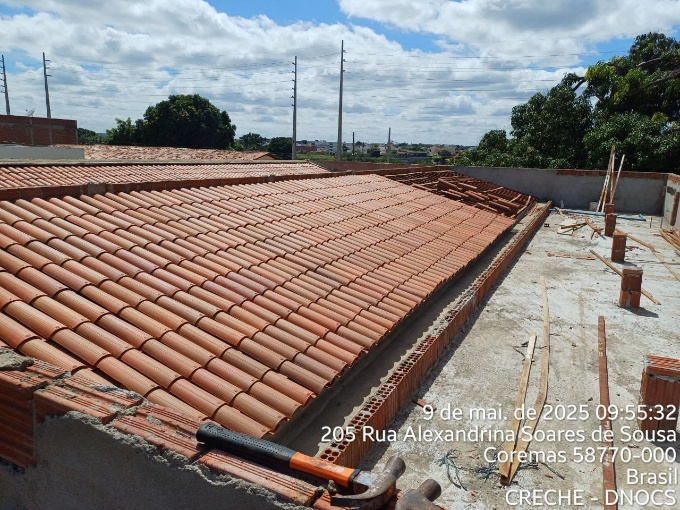 9 de mai. de 2025 09:55:32
205 Rua Alexandrina Soares de Sousa
Coremas 58770-000
Brasil
CRECHE - DNOCS